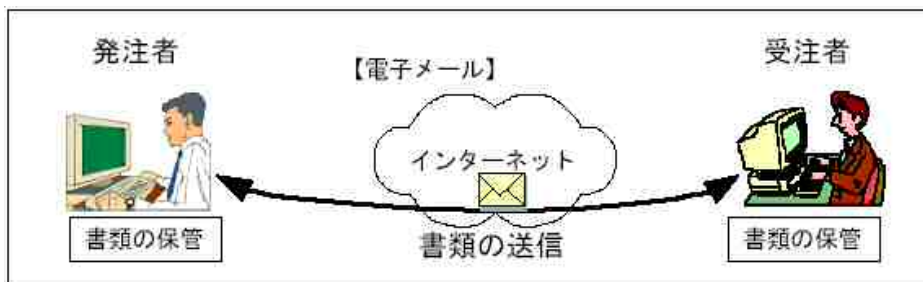 発注者
受注者
【電子メール】
インターネット
書類の保管
書類の送信
書類の保管